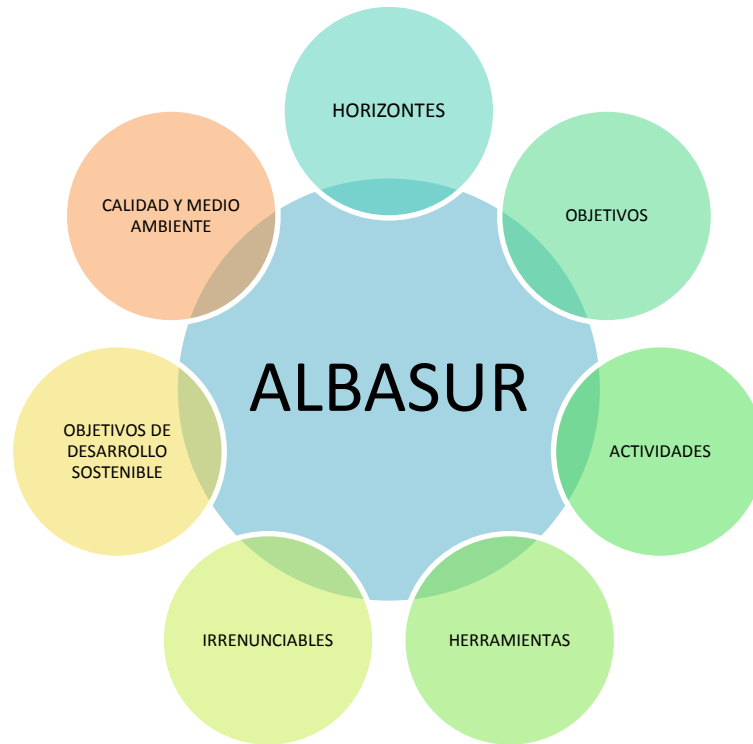 HORIZONTES
CALIDAD Y MEDIO
AMBIENTE
OBJETIVOS
ALBASUR
OBJETIVOS DE
DESARROLLO
SOSTENIBLE
ACTIVIDADES
IRRENUNCIABLES
HERRAMIENTAS